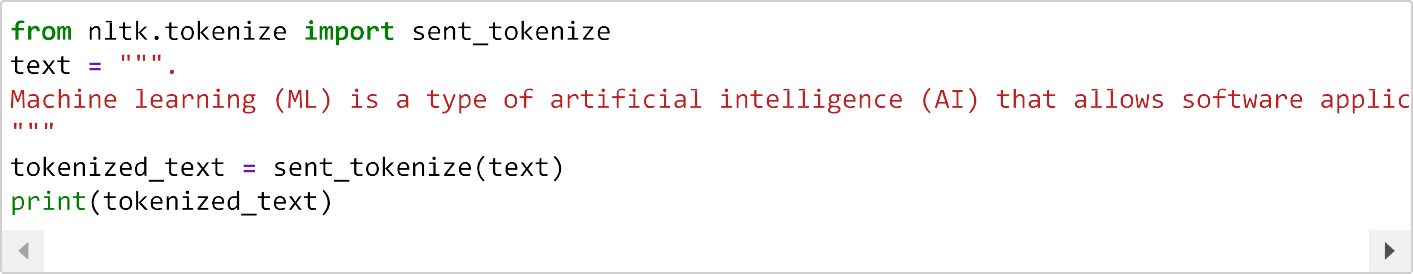 from nltk.tokenize import sent_tokenize
text = """.
Machine learning (ML) is a type of artificial intelligence (AI) that allows software applic
"""
tokenized_text = sent_tokenize(text)
print(tokenized_text)